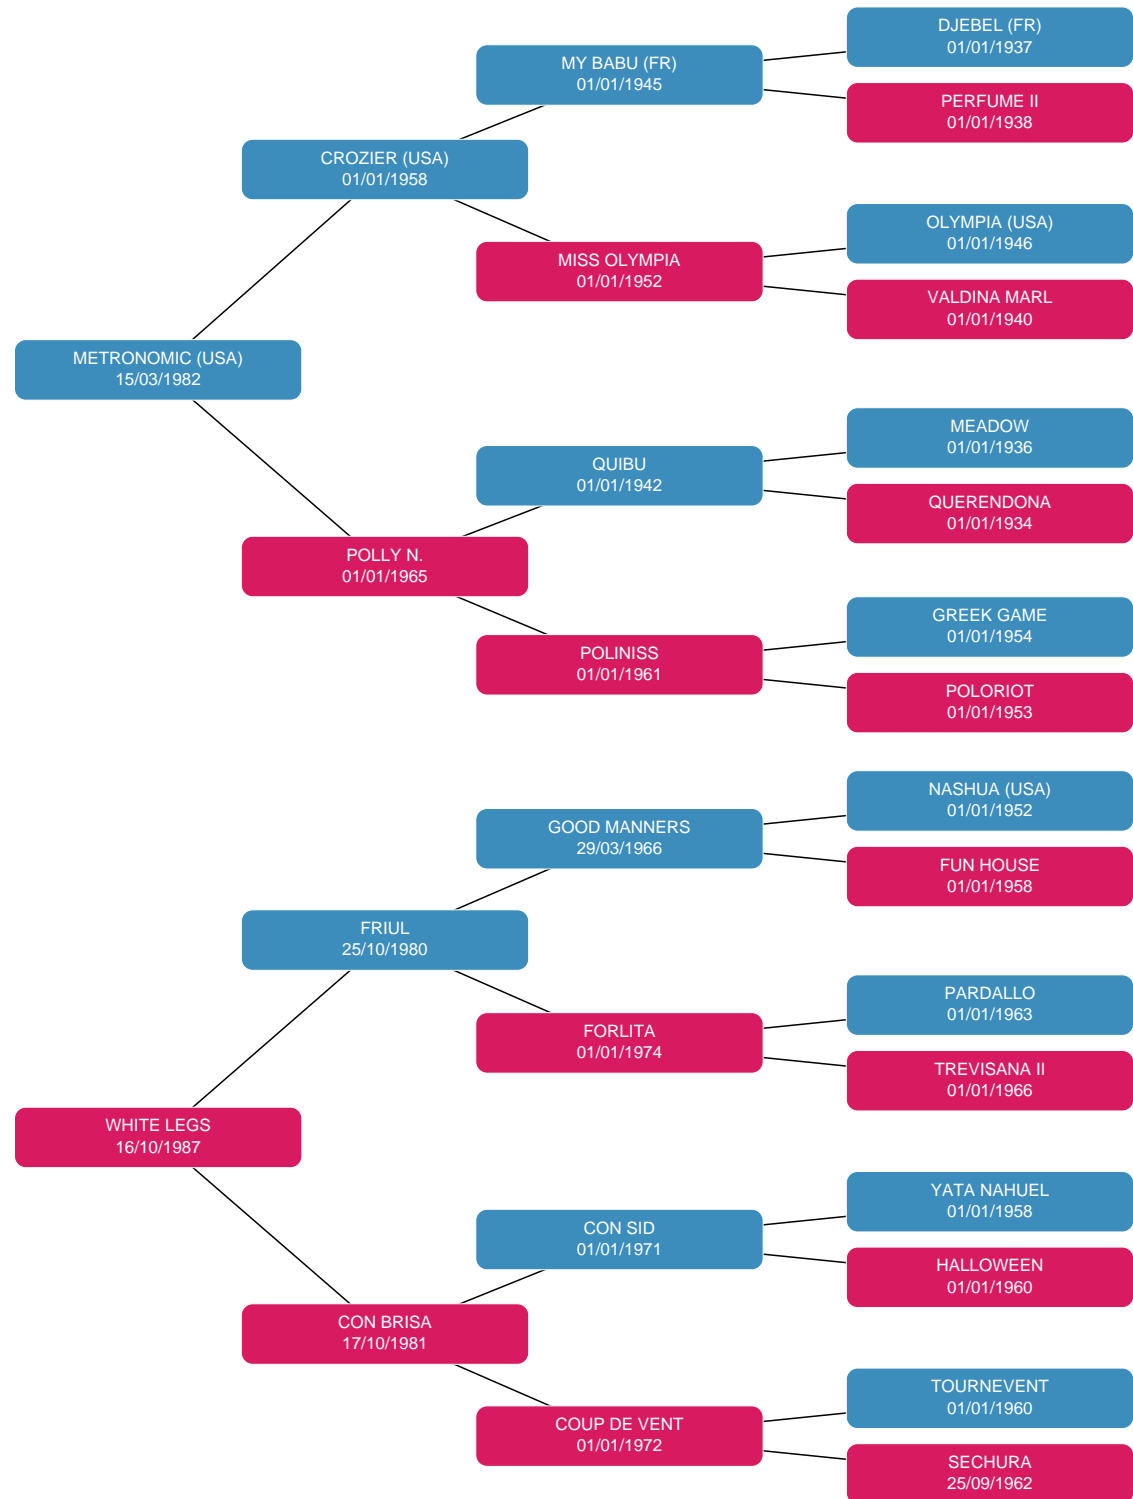 DJEBEL (FR)
01/01/1937
MY BABU (FR)
01/01/1945
PERFUME II
01/01/1938
CROZIER (USA)
01/01/1958
OLYMPIA (USA)
01/01/1946
MISS OLYMPIA
01/01/1952
VALDINA MARL
01/01/1940
METRONOMIC (USA)
15/03/1982
MEADOW
01/01/1936
QUIBU
01/01/1942
QUERENDONA
01/01/1934
POLLY N.
01/01/1965
GREEK GAME
01/01/1954
POLINISS
01/01/1961
POLORIOT
01/01/1953
NASHUA (USA)
01/01/1952
GOOD MANNERS
29/03/1966
FUN HOUSE
01/01/1958
FRIUL
25/10/1980
PARDALLO
01/01/1963
FORLITA
01/01/1974
TREVISANA II
01/01/1966
WHITE LEGS
16/10/1987
YATA NAHUEL
01/01/1958
CON SID
01/01/1971
HALLOWEEN
01/01/1960
CON BRISA
17/10/1981
TOURNEVENT
01/01/1960
COUP DE VENT
01/01/1972
SECHURA
25/09/1962